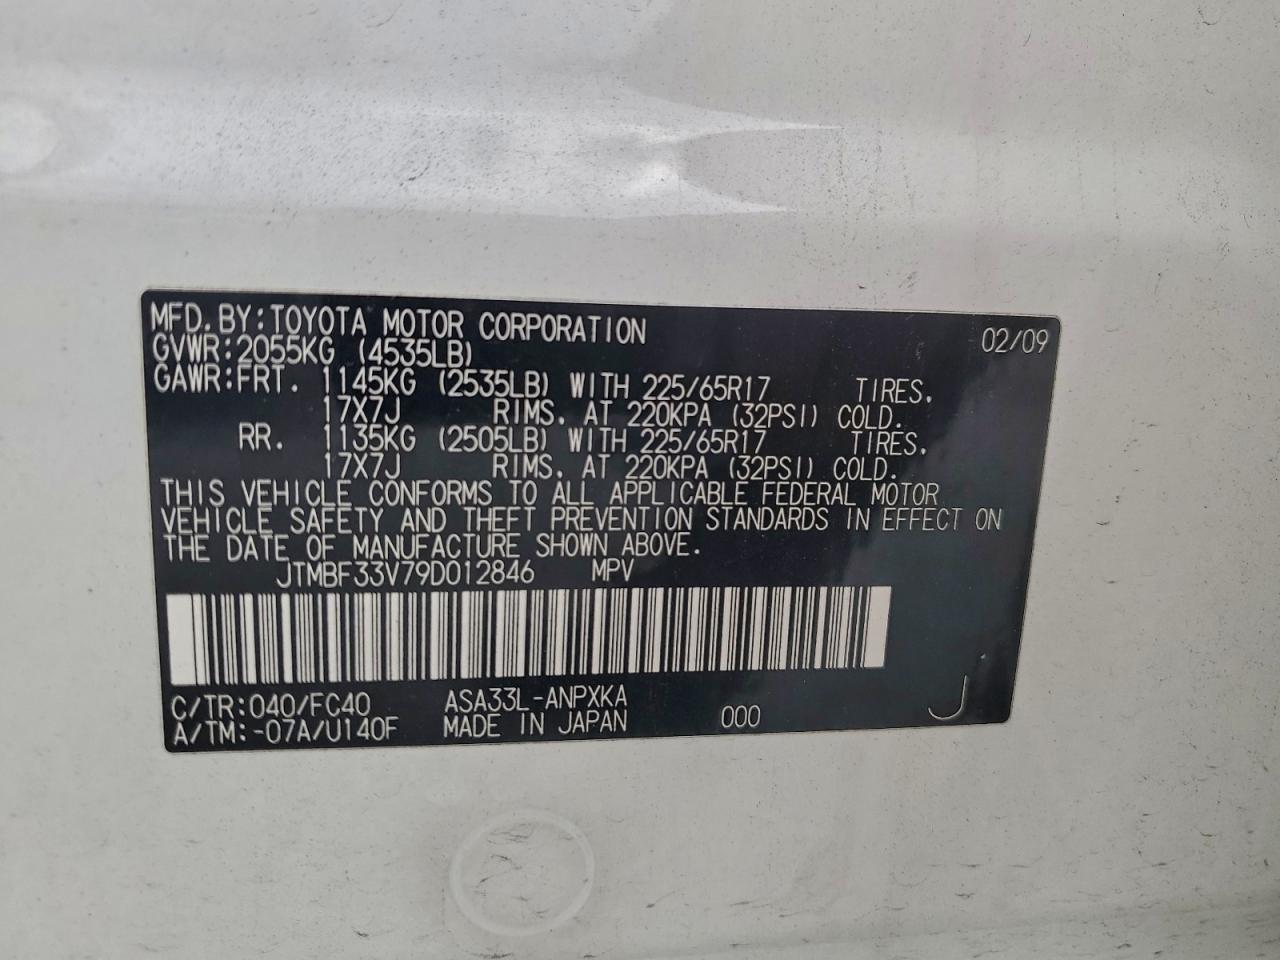 MFD. BY: TOYOTA MOTOR CORPORATION 02/09
GVWR: 2055KG (4535LB)
GAWR: FRT. 1145KG (2535LB) WITH 225/65R17 TIRES.
17X7J RIMS. AT 220KPA (32PSI) COLD.
RR. 1135KG (2505LB) WITH 225/65R17 TIRES.
17X7J RIMS. AT 220KPA (32PSI) COLD.
THIS VEHICLE CONFORMS TO ALL APPLICABLE FEDERAL MOTOR
VEHICLE SAFETY AND THEFT PREVENTION STANDARDS IN EFFECT ON
THE DATE OF MANUFACTURE SHOWN ABOVE.
JTMBF33V79D012846 MPV
C/TR: 040/FC40 ASA33L-ANPXKA
A/TM: -07A/U140F MADE IN JAPAN 000 J